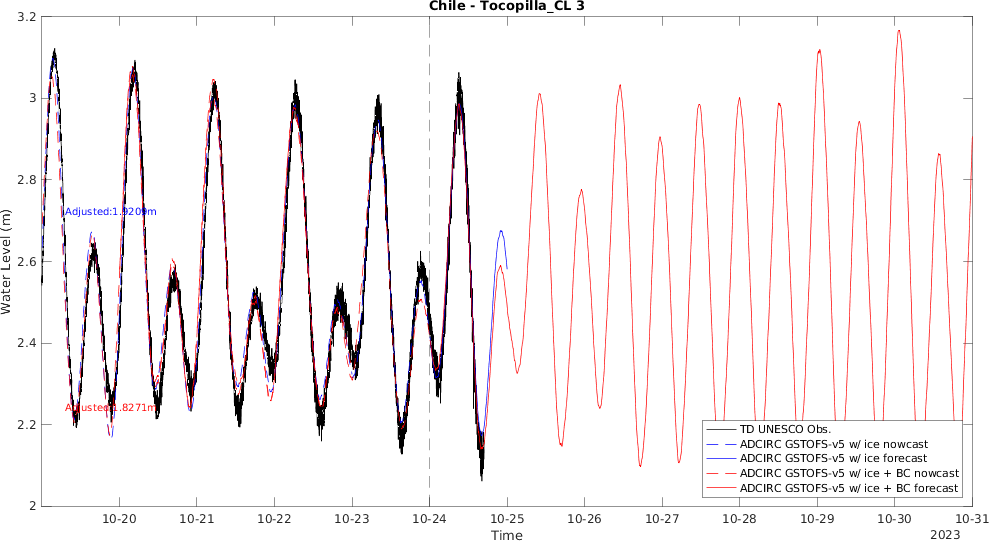 Chile - Tocopilla_CL 3
3.2
3
2.8
2.6
2.4
2.2
2
Water Level (m)
Adjusted:1.9209m
Adjusted:1.8271m
TD UNESCO Obs.
ADCIRC GSTOFS-v5 w/ ice nowcast
ADCIRC GSTOFS-v5 w/ ice forecast
ADCIRC GSTOFS-v5 w/ ice + BC nowcast
ADCIRC GSTOFS-v5 w/ ice + BC forecast
10-20 10-21 10-22 10-23 10-24 10-25 10-26 10-27 10-28 10-29 10-30 10-31
Time
2023